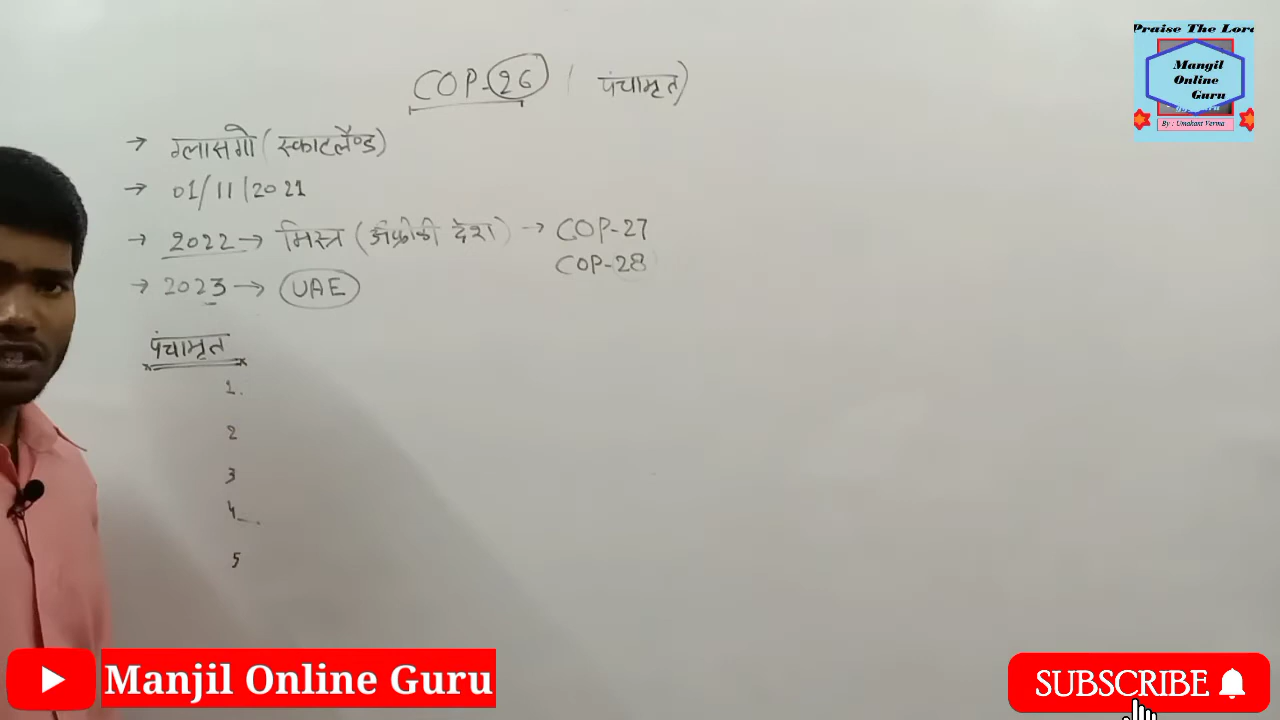 COP-26 ( पंचामृत)
→ ग्लासगो (स्काटलैण्ड)
→ 01/11/2021
→ 2022 → मिस्त्र (अफ्रीकी देश) → COP-27
COP-28
→ 2023 → UAE
पंचामृत
1.
2
3
4
5
Praise The Lord
Mangil
Online
Guru
By : Umakant Verma
Manjil Online Guru
SUBSCRIBE